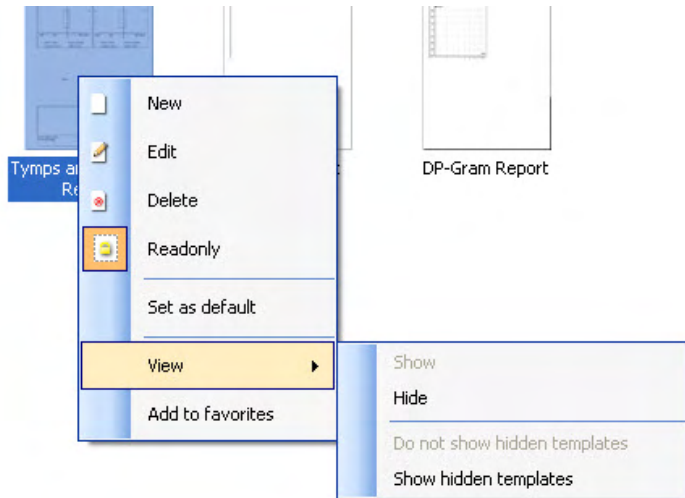 New
Edit
Tymps a
Re
DP-Gram Report
Delete
Readonly
Set as default
View
Show
Hide
Add to favorites
Do not show hidden templates
Show hidden templates